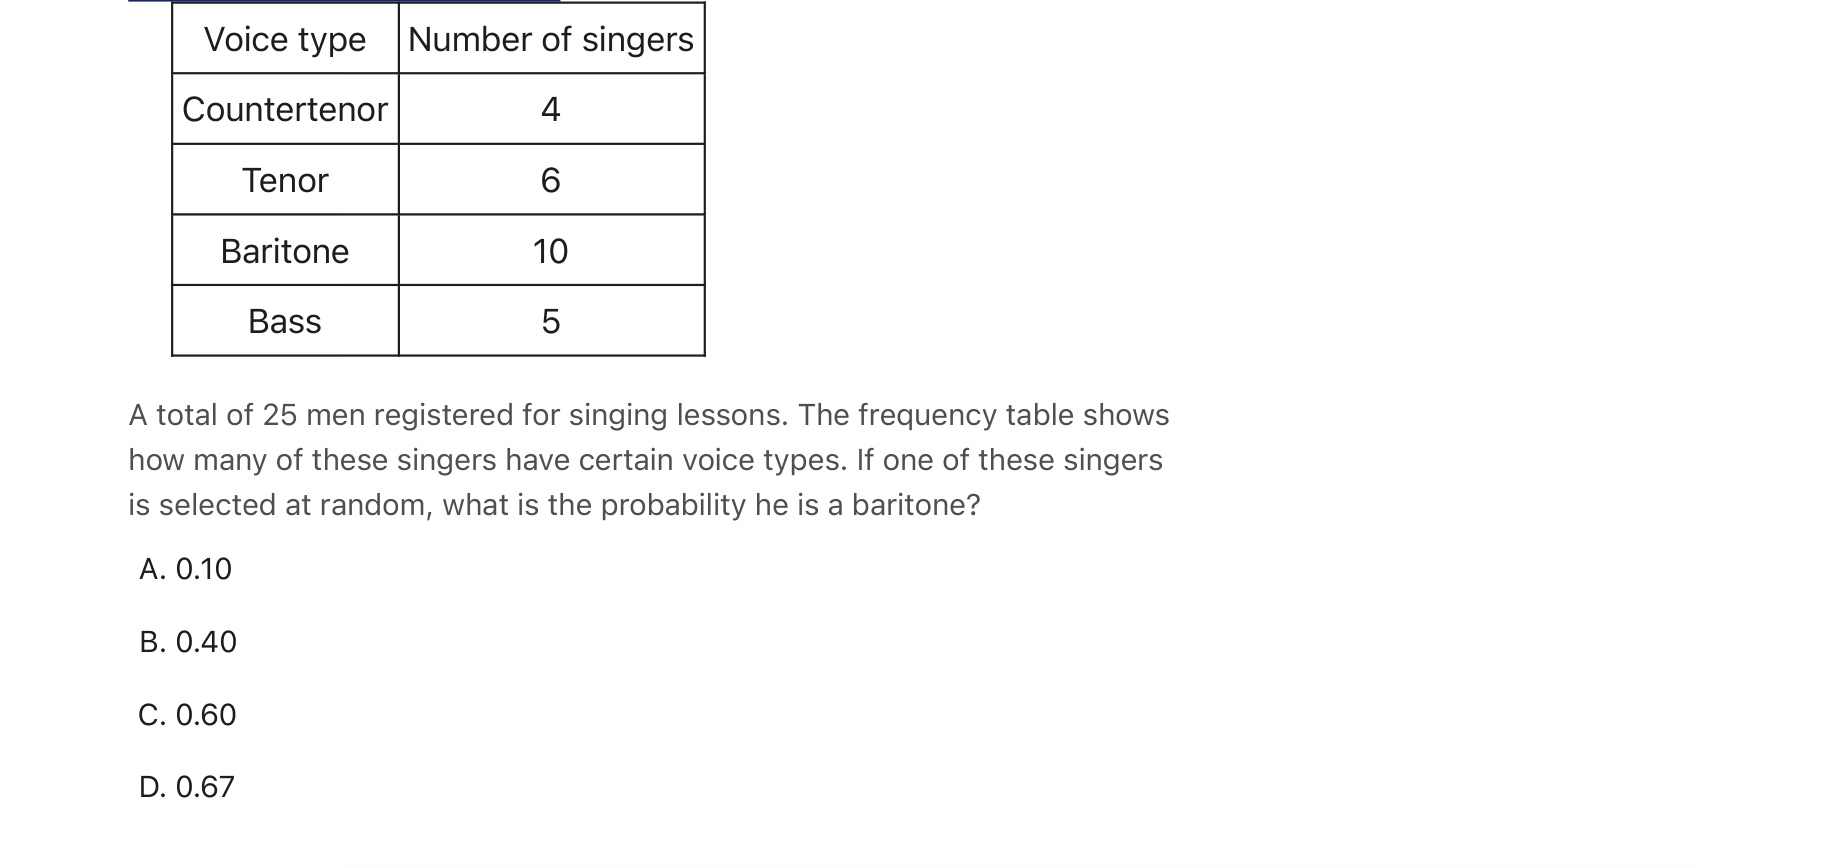 Voice type Number of singers
Countertenor 4
Tenor 6
Baritone 10
Bass 5
A total of 25 men registered for singing lessons. The frequency table shows
how many of these singers have certain voice types. If one of these singers
is selected at random, what is the probability he is a baritone?
A. 0.10
B. 0.40
C. 0.60
D. 0.67